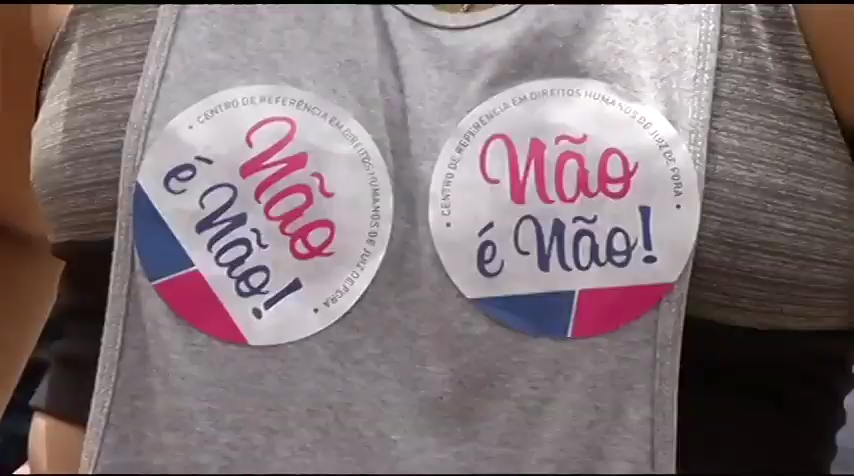 CENTRO DE REFERÊNCIA EM DIREITOS HUMANOS DE JUIZ DE FORA
Não
é Não!
CENTRO DE REFERÊNCIA EM DIREITOS HUMANOS DE JUIZ DE FORA
Não
é Não!